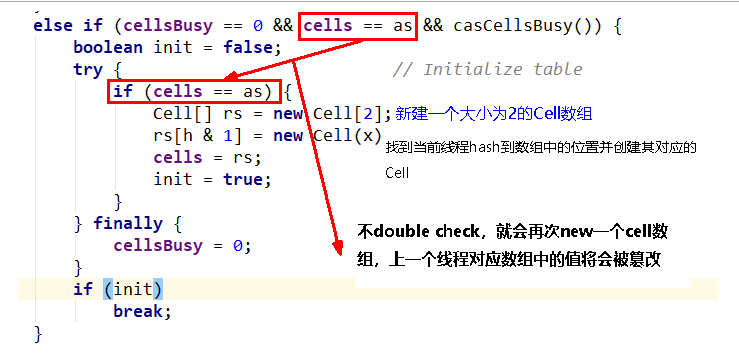 else if (cellsBusy == 0 && cells == as && casCellsBusy()) {
boolean init = false;
try { // Initialize table
if (cells == as) {
Cell[] rs = new Cell[2]; 新建一个大小为2的Cell数组
rs[h & 1] = new Cell(x)
找到当前线程hash到数组中的位置并创建其对应的
Cell
cells = rs;
init = true;
}
} finally {
不double check，就会再次new一个cell数
组，上一个线程对应数组中的值将会被篡改
cellsBusy = 0;
}
if (init)
break;
}